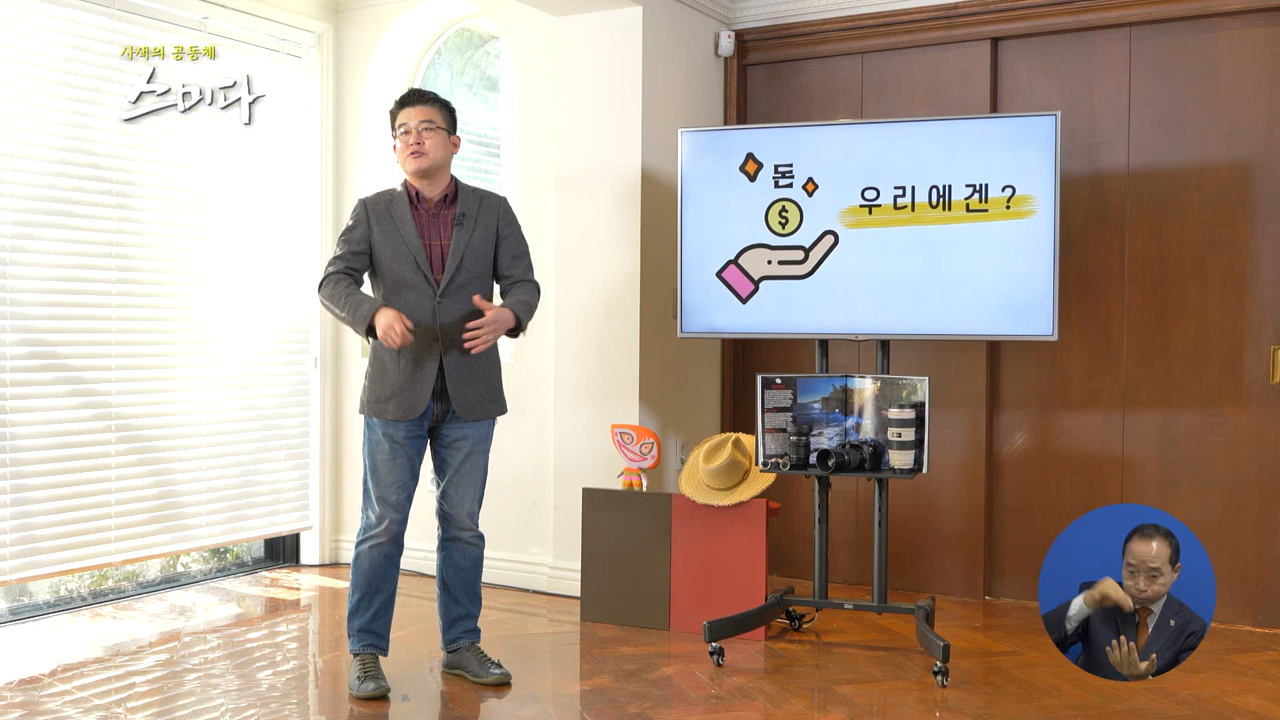 사색의 공동체
스미다
돈
$
우리에겐?